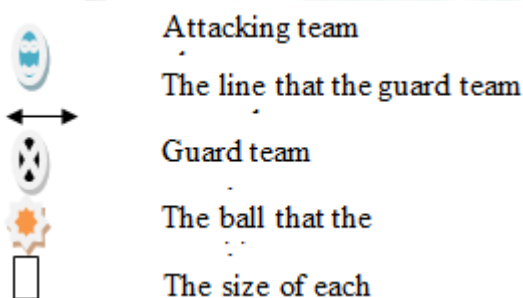 Attacking team
The line that the guard team
Guard team
The ball that the
The size of each